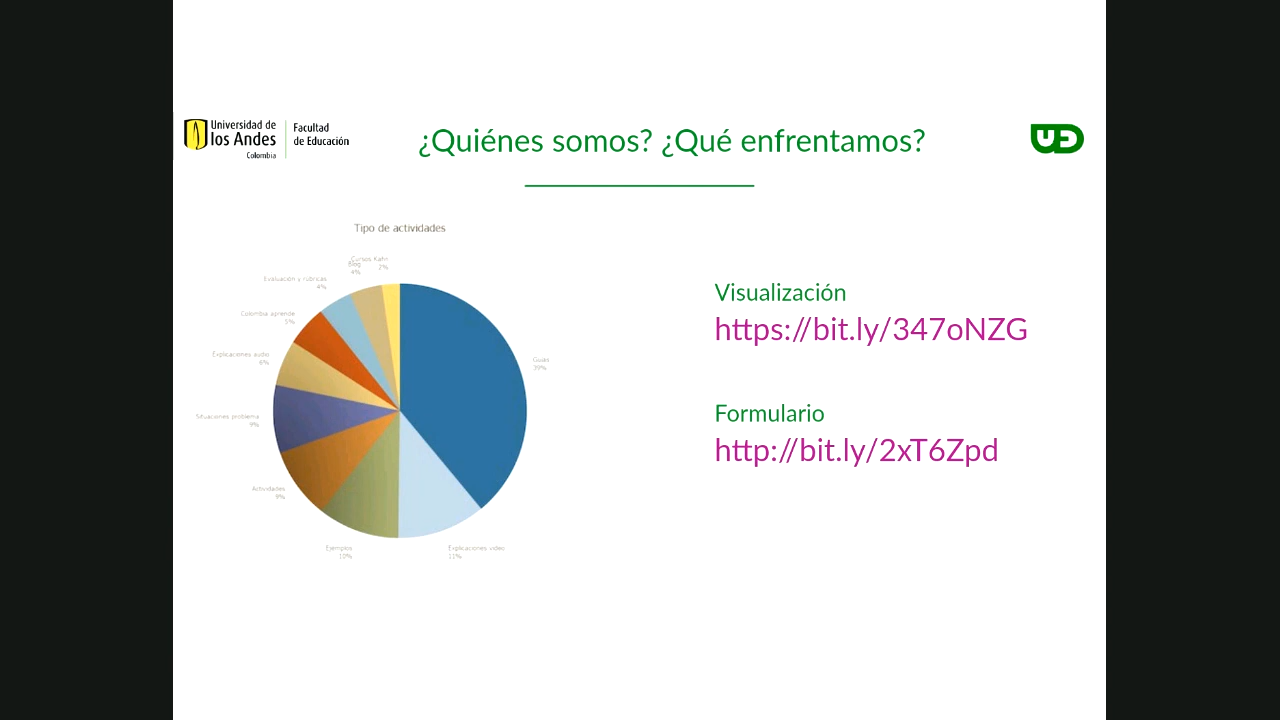 Universidad de
los Andes
Colombia
Facultad
de Educación
¿Quiénes somos? ¿Qué enfrentamos?
Tipo de actividades
Cursos Kahn
2%
Blog
4%
Evaluación y rubricas
4%
Colombia aprende
5%
Explicaciones audio
6%
Situaciones problema
9%
Actividades
9%
Ejemplos
10%
Explicaciones video
11%
Guias
39%
Visualización
https://bit.ly/347oNZG
Formulario
http://bit.ly/2xT6Zpd